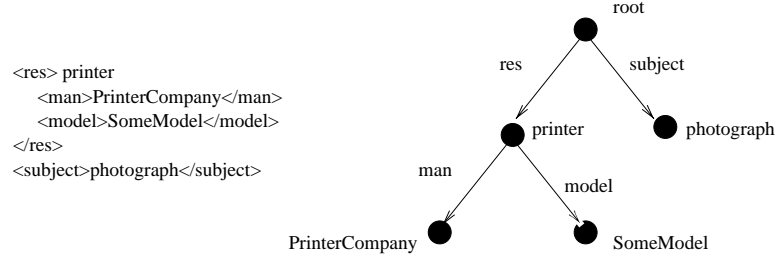 <res> printer
<man>PrinterCompany</man>
<model>SomeModel</model>
</res>
<subject>photograph</subject>
root
res
subject
printer
photograph
man
model
PrinterCompany
SomeModel